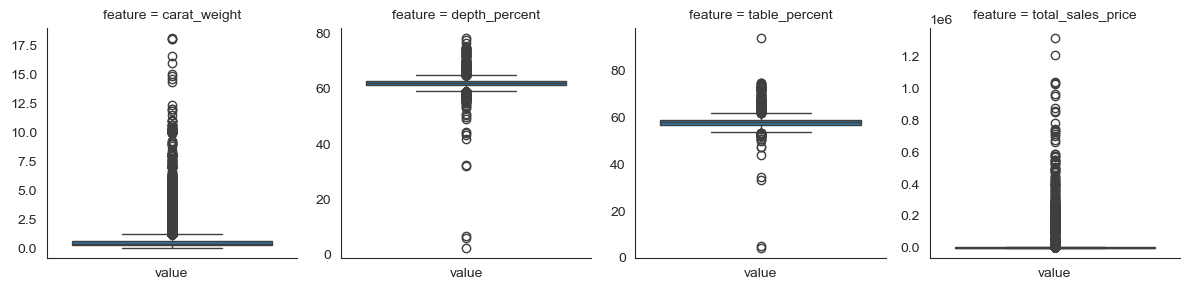 feature = carat_weight
17.5
15.0
12.5
10.0
7.5
5.0
2.5
0.0
value
feature = depth_percent
80
60
40
20
0
value
feature = table_percent
80
60
40
20
0
value
feature = total_sales_price
1e6
1.2
1.0
0.8
0.6
0.4
0.2
0.0
value